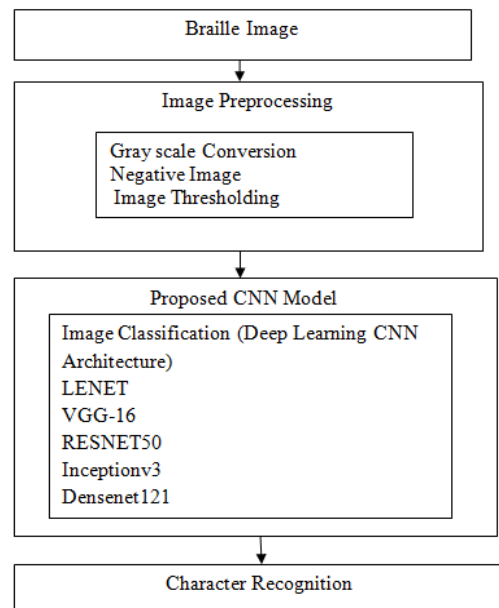 Braille Image
Image Preprocessing
Gray scale Conversion
Negative Image
Image Thresholding
Proposed CNN Model
Image Classification (Deep Learning CNN
Architecture)
LENET
VGG-16
RESNET50
Inceptionv3
Densenet121
Character Recognition